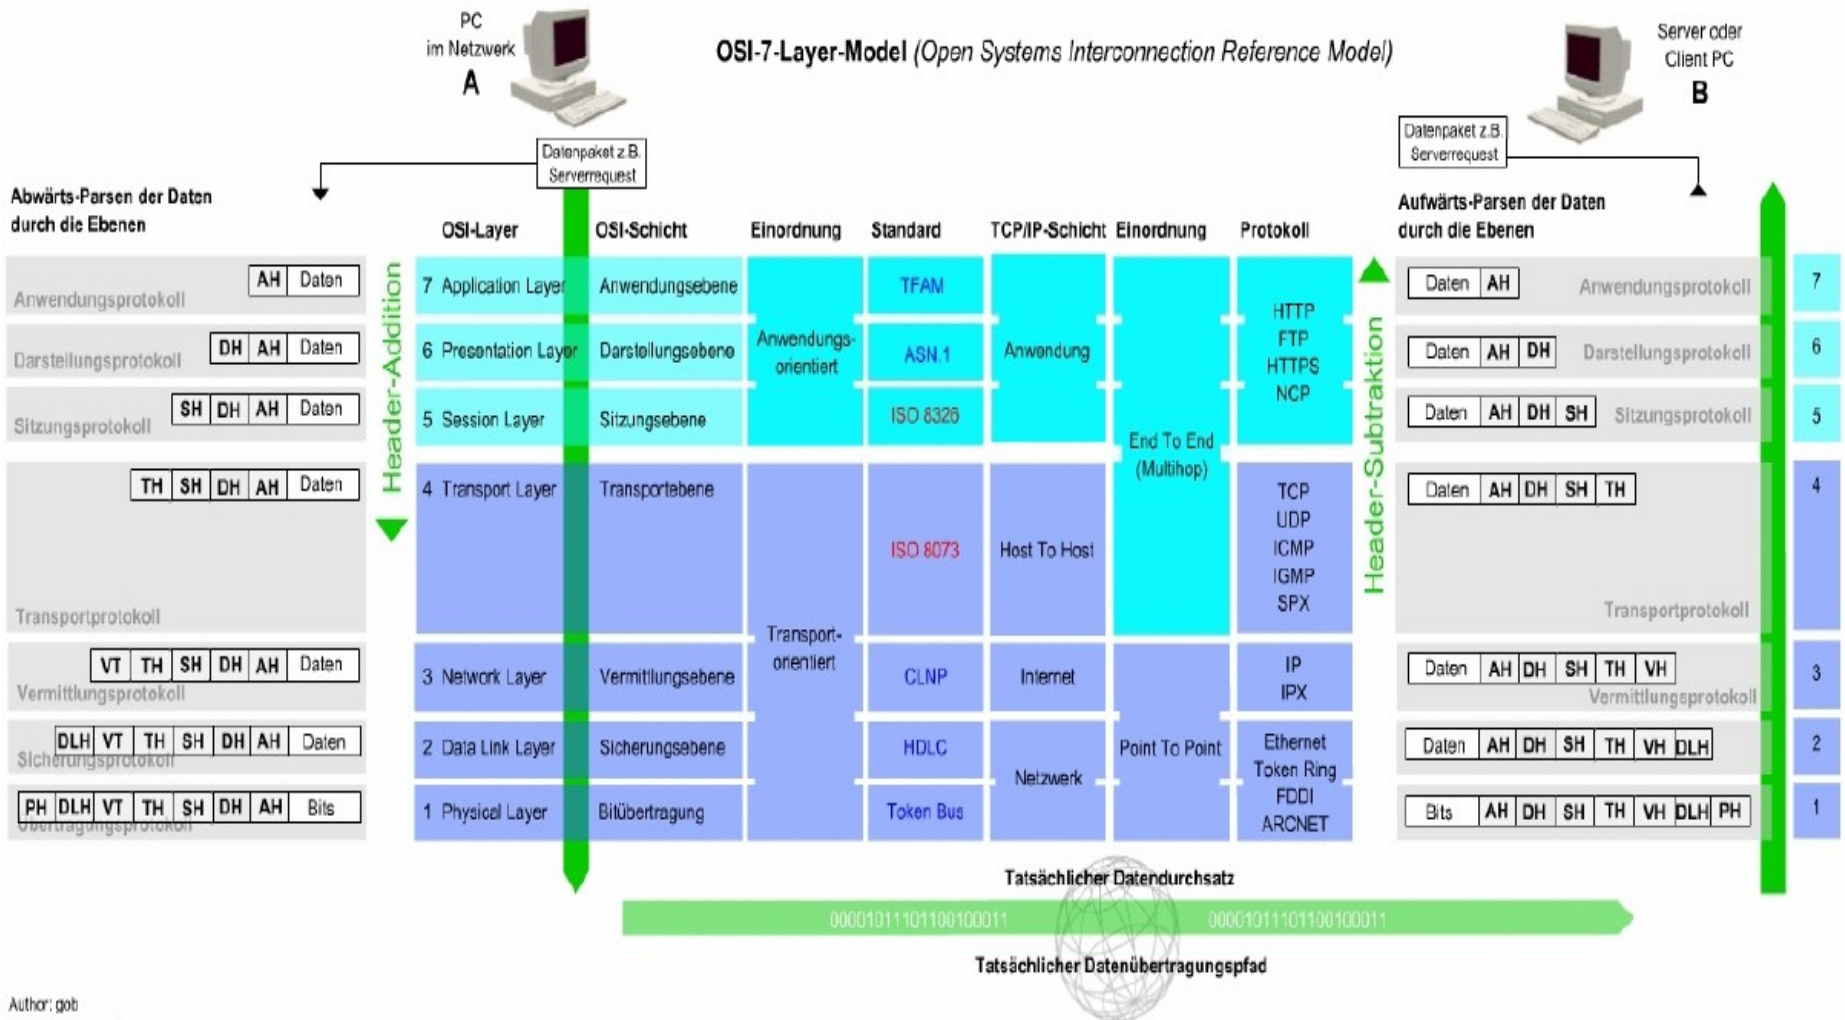 PC
im Netzwerk
A
OSI-7-Layer-Model (Open Systems Interconnection Reference Model)
Server oder
Client PC
B
Datenpaket z.B.
Serverrequest
Datenpaket z.B.
Serverrequest
Abwärts-Parsen der Daten
durch die Ebenen
Aufwärts-Parsen der Daten
durch die Ebenen
OSI-Layer OSI-Schicht Einordnung Standard TCP/IP-Schicht Einordnung Protokoll
AH Daten
Anwendungsprotokoll
DH AH Daten
Darstellungsprotokoll
SH DH AH Daten
Sitzungsprotokoll
TH SH DH AH Daten
Transportprotokoll
VT TH SH DH AH Daten
Vermittlungsprotokoll
DLH VT TH SH DH AH Daten
Sicherungsprotokoll
PH DLH VT TH SH DH AH Bits
Übertragungsprotokoll
Header-Addition
7 Application Layer
6 Presentation Layer
5 Session Layer
4 Transport Layer
3 Network Layer
2 Data Link Layer
1 Physical Layer
Anwendungsebene
Darstellungsebene
Sitzungsebene
Transportebene
Vermittlungsebene
Sicherungsebene
Bitübertragung
Anwendungs-
orientiert
Transport-
orientiert
TFAM
ASN.1
ISO 8326
ISO 8073
CLNP
HDLC
Token Bus
Anwendung
Host To Host
Internet
Netzwerk
End To End
(Multihop)
Point To Point
HTTP
FTP
HTTPS
NCP
TCP
UDP
ICMP
IGMP
SPX
IP
IPX
Ethernet
Token Ring
FDDI
ARCNET
Header-Subtraktion
Daten AH
Anwendungsprotokoll
7
Daten AH DH
Darstellungsprotokoll
6
Daten AH DH SH
Sitzungsprotokoll
5
Daten AH DH SH TH
4
Transportprotokoll
Daten AH DH SH TH VH
3
Vermittlungsprotokoll
Daten AH DH SH TH VH DLH
2
Bits AH DH SH TH VH DLH PH
1
Tatsächlicher Datendurchsatz
00001011101100100011 00001011101100100011
Tatsächlicher Datenübertragungspfad
Author: gob